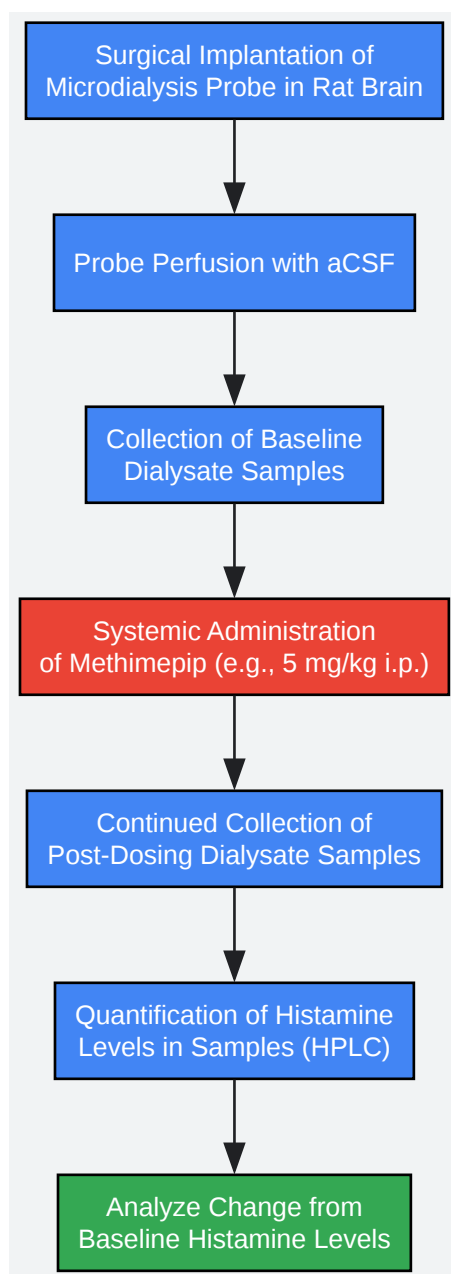 Surgical Implantation of
Microdialysis Probe in Rat Brain
Probe Perfusion with aCSF
Collection of Baseline
Dialysate Samples
Systemic Administration
of Methimepip (e.g., 5 mg/kg i.p.)
Continued Collection of
Post-Dosing Dialysate Samples
Quantification of Histamine
Levels in Samples (HPLC)
Analyze Change from
Baseline Histamine Levels